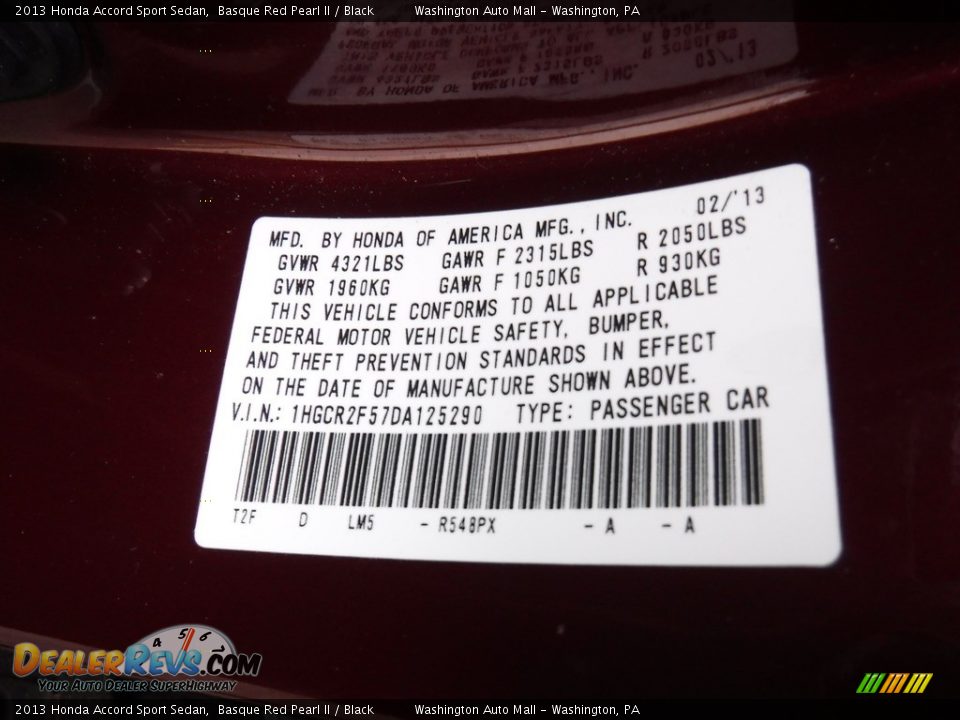 2013 Honda Accord Sport Sedan, Basque Red Pearl II / Black Washington Auto Mall - Washington, PA
02/'13
MFD. BY HONDA OF AMERICA MFG., INC.
GVWR 4321LBS GAWR F 2315LBS R 2050LBS
GVWR 1960KG GAWR F 1050KG R 930KG
THIS VEHICLE CONFORMS TO ALL APPLICABLE
FEDERAL MOTOR VEHICLE SAFETY, BUMPER,
AND THEFT PREVENTION STANDARDS IN EFFECT
ON THE DATE OF MANUFACTURE SHOWN ABOVE.
V.I.N.: 1HGCR2F57DA125290 TYPE: PASSENGER CAR
T2F D LM5 - R548PX - A - A
4 5 6
DEALERREVS.COM
YOUR AUTO DEALER SUPERHIGHWAY
2013 Honda Accord Sport Sedan, Basque Red Pearl II / Black Washington Auto Mall - Washington, PA